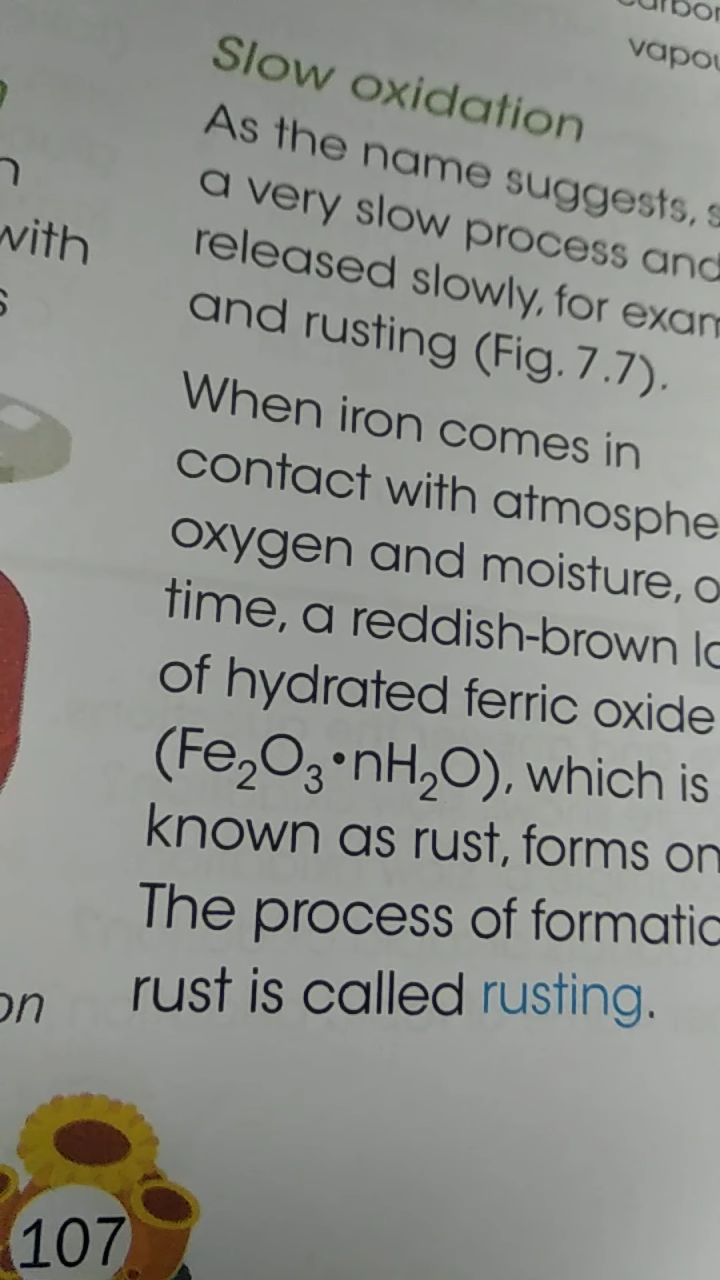 vapou
Slow oxidation
As the name suggests, s
a very slow process and
released slowly, for exam
and rusting (Fig. 7.7).
When iron comes in
contact with atmosphe
oxygen and moisture, o
time, a reddish-brown la
of hydrated ferric oxide
(Fe₂O₃•nH₂O), which is
known as rust, forms on
The process of formatio
rust is called rusting.
with
s
on
107